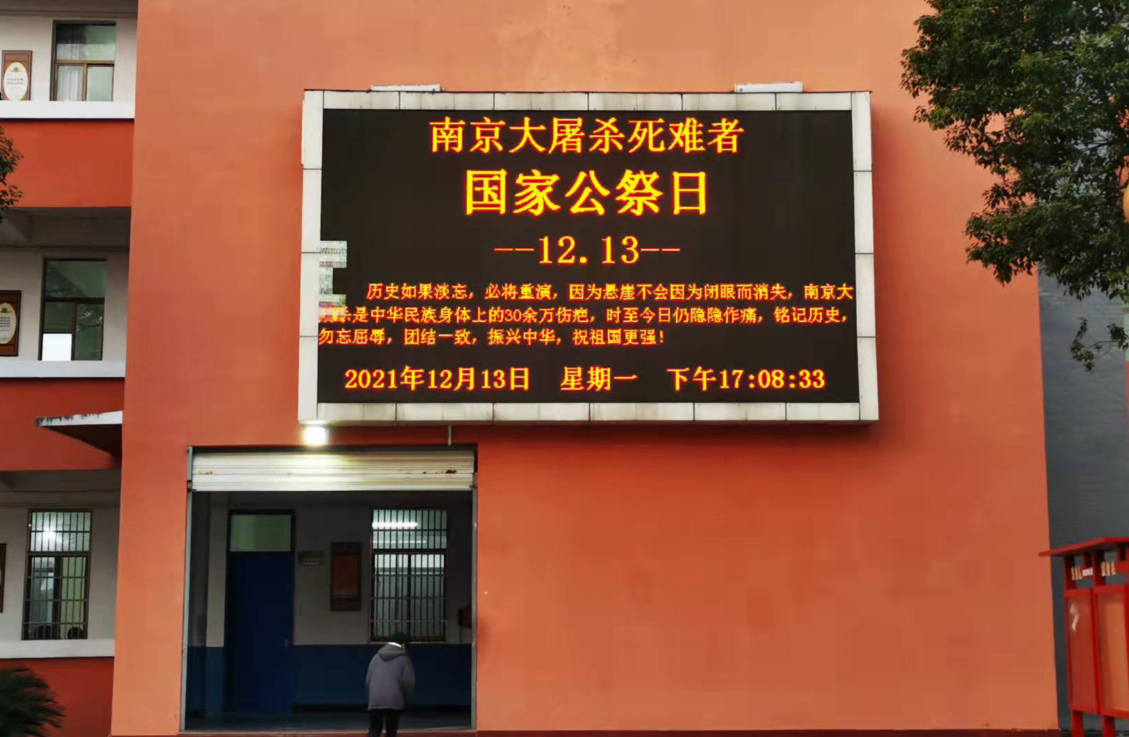 南京大屠杀死难者
国家公祭日
--12.13--
历史如果淡忘，必将重演，因为悬崖不会因为闭眼而消失，南京大
杀是中华民族身体上的30余万伤疤，时至今日仍隐隐作痛，铭记历史，
勿忘屈辱，团结一致，振兴中华，祝祖国更强！
2021年12月13日 星期一 下午17:08:33